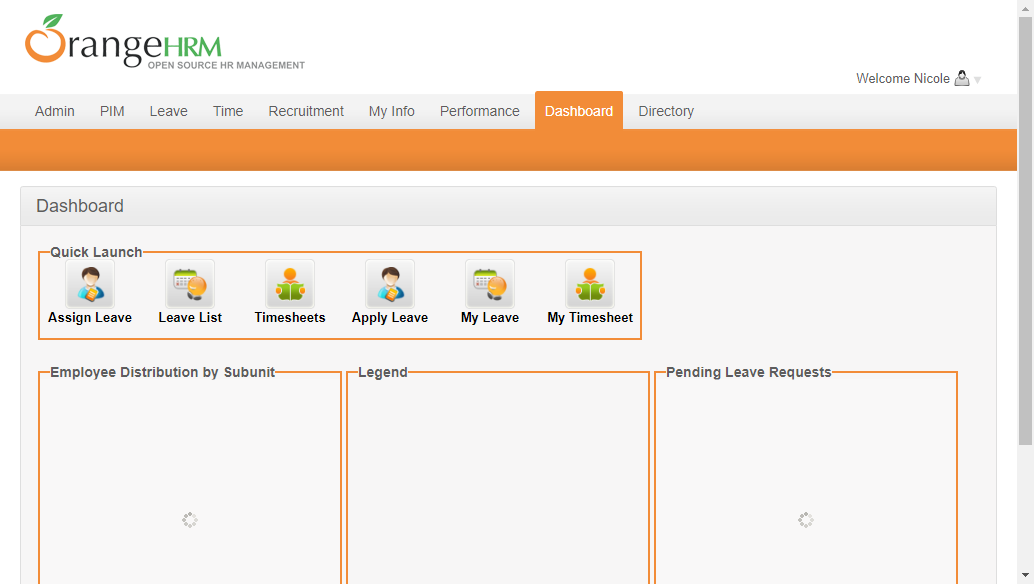 OrangeHRM
OPEN SOURCE HR MANAGEMENT
Welcome Nicole
Admin PIM Leave Time Recruitment My Info Performance Dashboard Directory
Dashboard
Quick Launch
Assign Leave Leave List Timesheets Apply Leave My Leave My Timesheet
Employee Distribution by Subunit Legend Pending Leave Requests